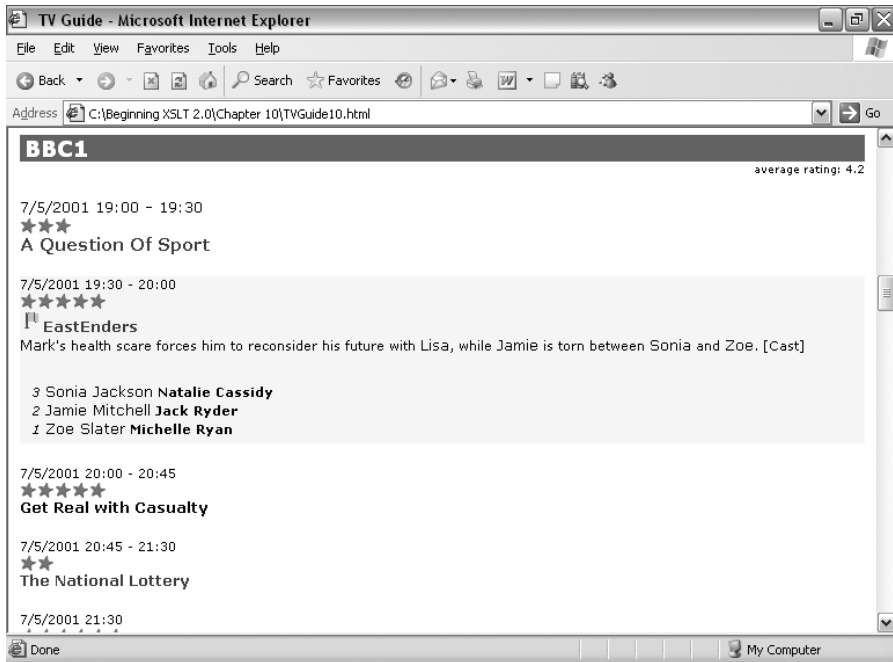 TV Guide - Microsoft Internet Explorer
File Edit View Favorites Tools Help
Back Search Favorites
Address C:\Beginning XSLT 2.0\Chapter 10\TVGuide10.html Go
BBC1
average rating: 4.2
7/5/2001 19:00 - 19:30
A Question Of Sport
7/5/2001 19:30 - 20:00
EastEnders
Mark's health scare forces him to reconsider his future with Lisa, while Jamie is torn between Sonia and Zoe. [Cast]
3 Sonia Jackson Natalie Cassidy
2 Jamie Mitchell Jack Ryder
1 Zoe Slater Michelle Ryan
7/5/2001 20:00 - 20:45
Get Real with Casualty
7/5/2001 20:45 - 21:30
The National Lottery
7/5/2001 21:30
Done My Computer